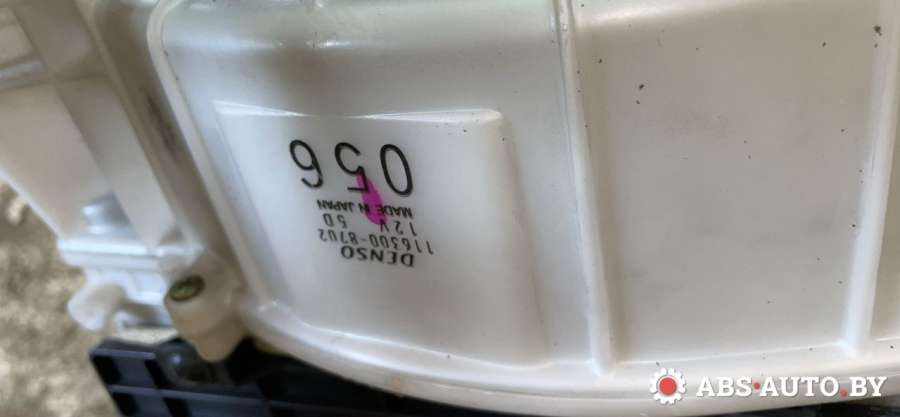 DENSO
116300-8702
12V 5D
MADE IN JAPAN
056
ABS-AUTO.BY